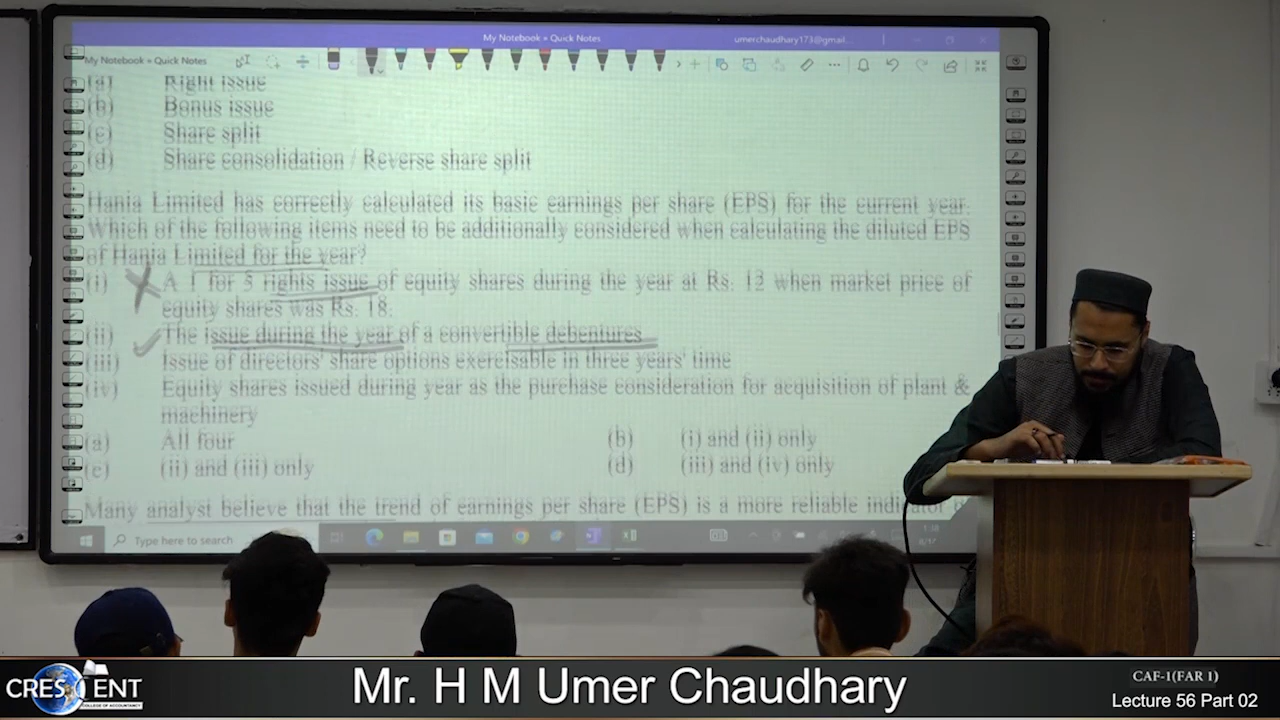 My Notebook » Quick Notes
umerchaudhary173@gmail...
My Notebook » Quick Notes
(a) Right issue
(b) Bonus issue
(c) Share split
(d) Share consolidation / Reverse share split
Hania Limited has correctly calculated its basic earnings per share (EPS) for the current year.
Which of the following items need to be additionally considered when calculating the diluted EPS
of Hania Limited for the year?
(i) A 1 for 5 rights issue of equity shares during the year at Rs. 12 when market price of
equity shares was Rs. 18.
(ii) The issue during the year of a convertible debentures
(iii) Issue of directors' share options exercisable in three years' time
(iv) Equity shares issued during year as the purchase consideration for acquisition of plant &
machinery
(a) All four (b) (i) and (ii) only
(c) (ii) and (iii) only (d) (iii) and (iv) only
Many analyst believe that the trend of earnings per share (EPS) is a more reliable indicator
Type here to search
CRESCENT
COLLEGE OF ACCOUNTANCY
Mr. H M Umer Chaudhary
CAF-1(FAR 1)
Lecture 56 Part 02